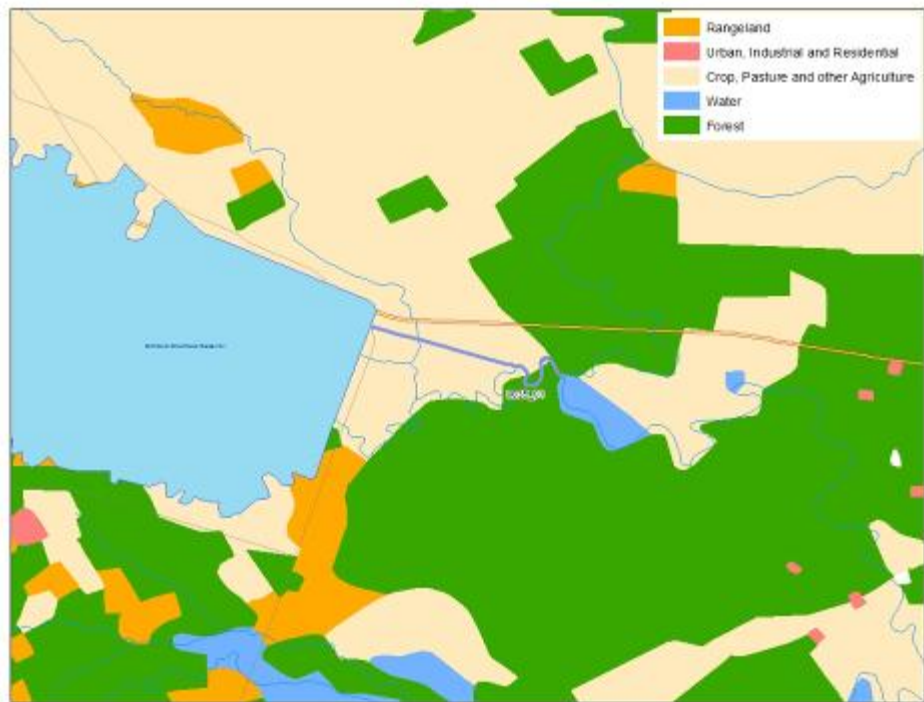 Rangeland
Urban, Industrial and Residential
Crop, Pasture and other Agriculture
Water
Forest